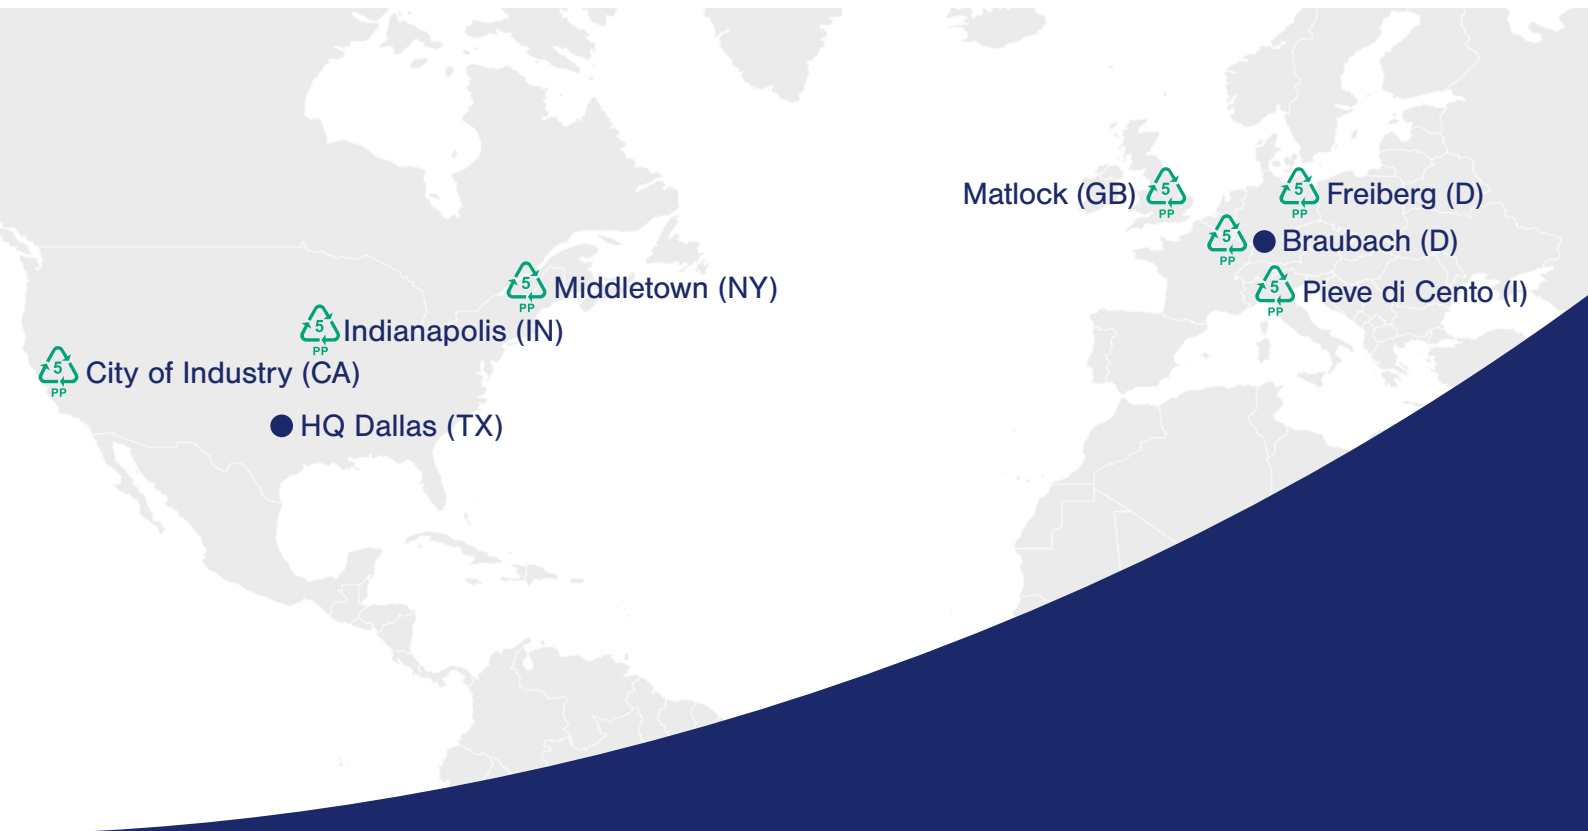 Matlock (GB)
5
PP
5
PP
Freiberg (D)
5
PP
Braubach (D)
5
PP
Middletown (NY)
5
PP
Pieve di Cento (I)
5
PP
Indianapolis (IN)
5
PP
City of Industry (CA)
HQ Dallas (TX)